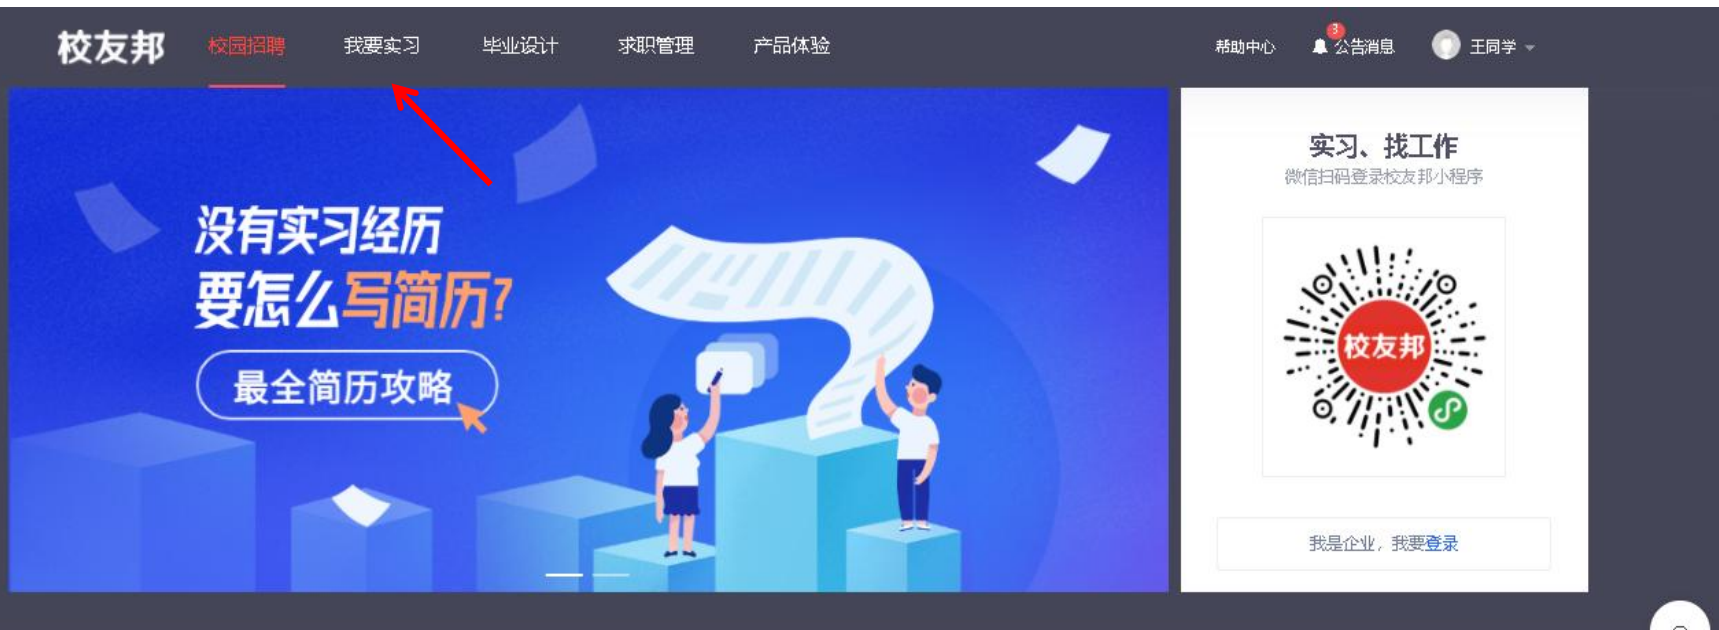 校友邦 校园招聘 我要实习 毕业设计 求职管理 产品体验 帮助中心 3 公告消息 王同学
没有实习经历
要怎么写简历?
最全简历攻略
实习、找工作
微信扫码登录校友邦小程序
校友邦
我是企业，我要登录